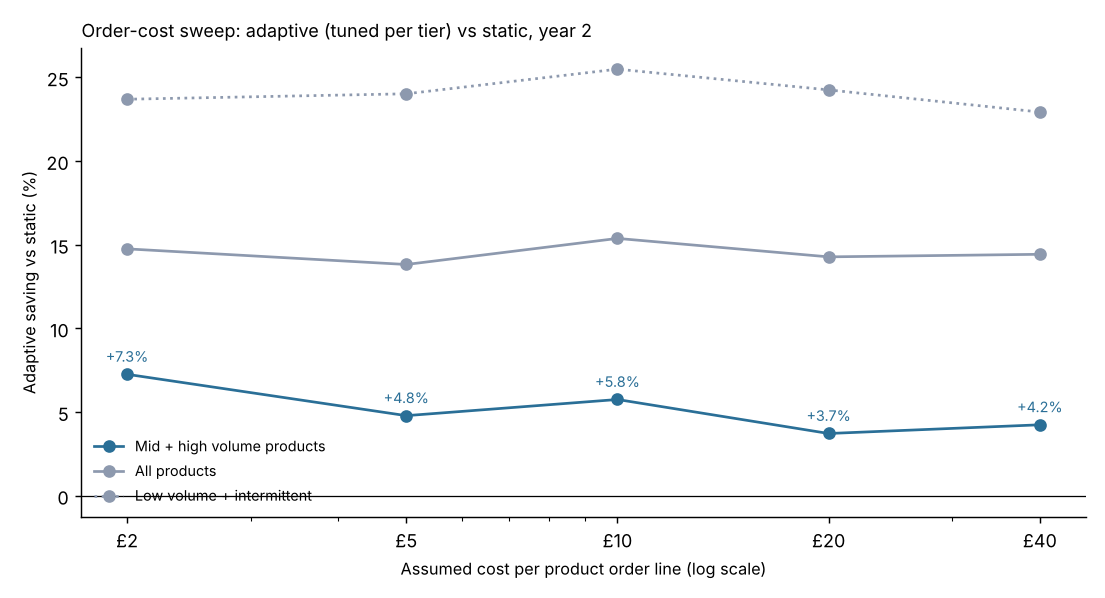 Order-cost sweep: adaptive (tuned per tier) vs static, year 2
Adaptive saving vs static (%)
25
20
15
10
5
0
+7.3%
+4.8%
+5.8%
+3.7%
+4.2%
Mid + high volume products
All products
Low volume + intermittent
£2
£5
£10
£20
£40
Assumed cost per product order line (log scale)